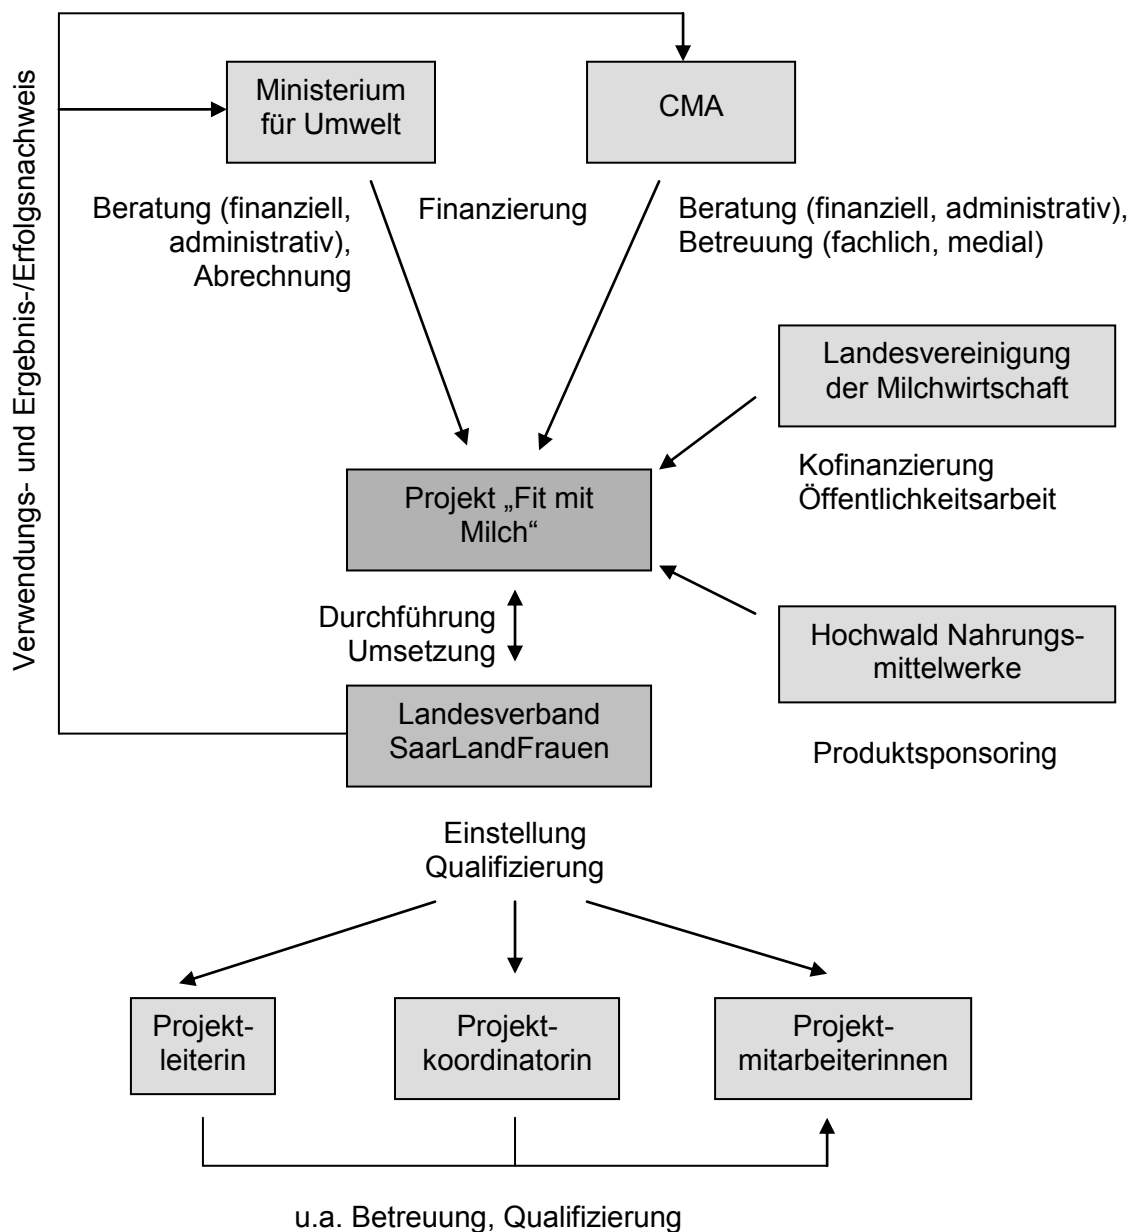 Verwendungs- und Ergebnis-/Erfolgsnachweis
Ministerium
für Umwelt
CMA
Beratung (finanziell,
administrativ),
Abrechnung
Finanzierung
Beratung (finanziell, administrativ),
Betreuung (fachlich, medial)
Landesvereinigung
der Milchwirtschaft
Kofinanzierung
Öffentlichkeitsarbeit
Projekt „Fit mit
Milch“
Durchführung
Umsetzung
Hochwald Nahrungs-
mittelwerke
Produktsponsoring
Landesverband
SaarLandFrauen
Einstellung
Qualifizierung
Projekt-
leiterin
Projekt-
koordinatorin
Projekt-
mitarbeiterinnen
u.a. Betreuung, Qualifizierung